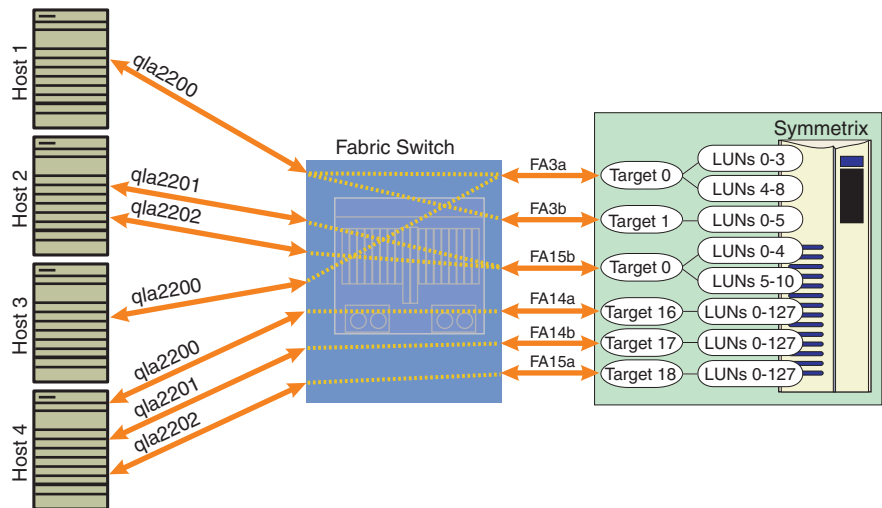 Host 1
qla2200
Host 2
qla2201
qla2202
Host 3
qla2200
Host 4
qla2200
qla2201
qla2202
Fabric Switch
FA3a
FA3b
FA15b
FA14a
FA14b
FA15a
Symmetrix
Target 0
LUNs 0-3
LUNs 4-8
Target 1
LUNs 0-5
Target 0
LUNs 0-4
LUNs 5-10
Target 16
LUNs 0-127
Target 17
LUNs 0-127
Target 18
LUNs 0-127